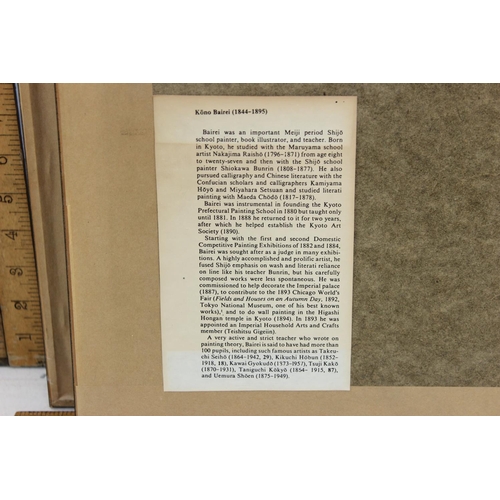 Kōno Bairei (1844–1895)
Bairei was an important Meiji period Shijō
school painter, book illustrator, and teacher. Born
in Kyoto, he studied with the Maruyama school
artist Nakajima Raishō (1796–1871) from age eight
to twenty-seven and then with the Shijō school
painter Shiokawa Bunrin (1808–1877). He also
pursued calligraphy and Chinese literature with the
Confucian scholars and calligraphers Kamiyama
Hōyō and Miyahara Setsuan and studied literati
painting with Maeda Chōdō (1817–1878).
Bairei was instrumental in founding the Kyoto
Prefectural Painting School in 1880 but taught only
until 1881. In 1888 he returned to it for two years,
after which he helped establish the Kyoto Art
Society (1890).
Starting with the first and second Domestic
Competitive Painting Exhibitions of 1882 and 1884,
Bairei was sought after as a judge in many exhibi-
tions. A highly accomplished and prolific artist, he
fused Shijō emphasis on wash and literati reliance
on line like his teacher Bunrin, but his carefully
composed works were less spontaneous. He was
commissioned to help decorate the Imperial palace
(1887), to contribute to the 1893 Chicago World's
Fair (Fields and Houses on an Autumn Day, 1892,
Tokyo National Museum, one of his best known
works),¹ and to do wall painting in the Higashi
Hongan temple in Kyoto (1894). In 1893 he was
appointed an Imperial Household Arts and Crafts
member (Teishitsu Gigeiin).
A very active and strict teacher who wrote on
painting theory, Bairei is said to have had more than
100 pupils, including such famous artists as Takeu-
chi Seihō (1864–1942, 29), Kikuchi Hōbun (1852–
1918, 18), Kawai Gyokudō (1573-1957), Tsuji Kakō
(1870–1931), Taniguchi Kōkyō (1864– 1915, 87),
and Uemura Shōen (1875–1949).